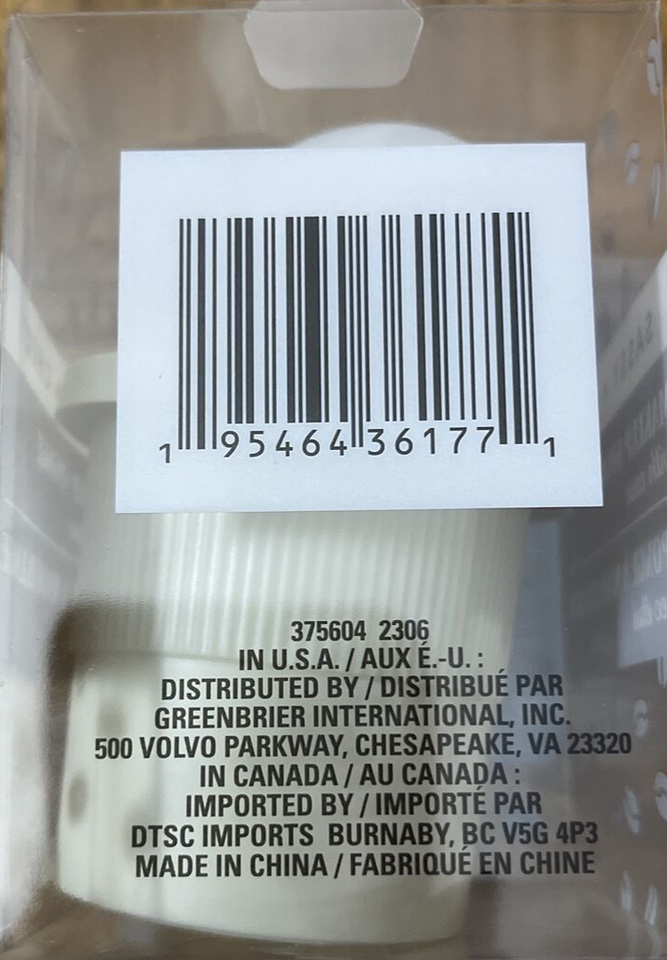 1 95464 36177 1
375604 2306
IN U.S.A. / AUX É.-U. :
DISTRIBUTED BY / DISTRIBUÉ PAR
GREENBRIER INTERNATIONAL, INC.
500 VOLVO PARKWAY, CHESAPEAKE, VA 23320
IN CANADA / AU CANADA :
IMPORTED BY / IMPORTÉ PAR
DTSC IMPORTS BURNABY, BC V5G 4P3
MADE IN CHINA / FABRIQUÉ EN CHINE